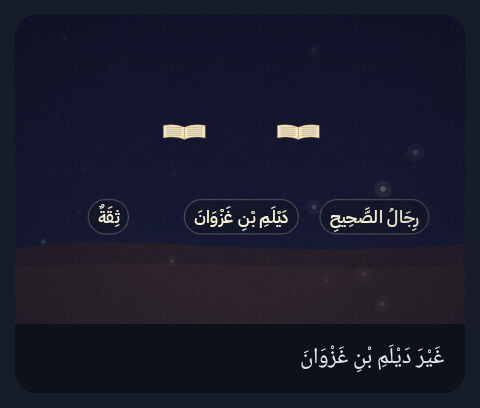 رِجَالُ الصَّحِيحِ دَيْلَمِ بْنِ غَزْوَانَ ثِقَةٌ
غَيْرَ دَيْلَمِ بْنِ غَزْوَانَ